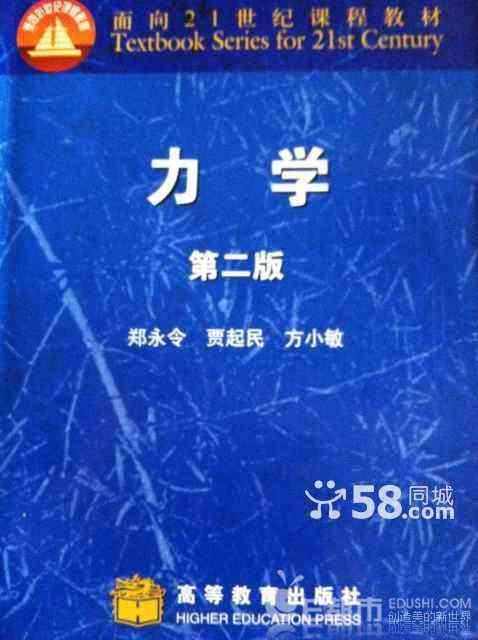 面向21世纪课程教材
Textbook Series for 21st Century
力 学
第二版
郑永令 贾起民 方小敏
58同城
.com
高等教育出版社
HIGHER EDUCATION PRESS
EDUSHI.COM
创造美的新世界